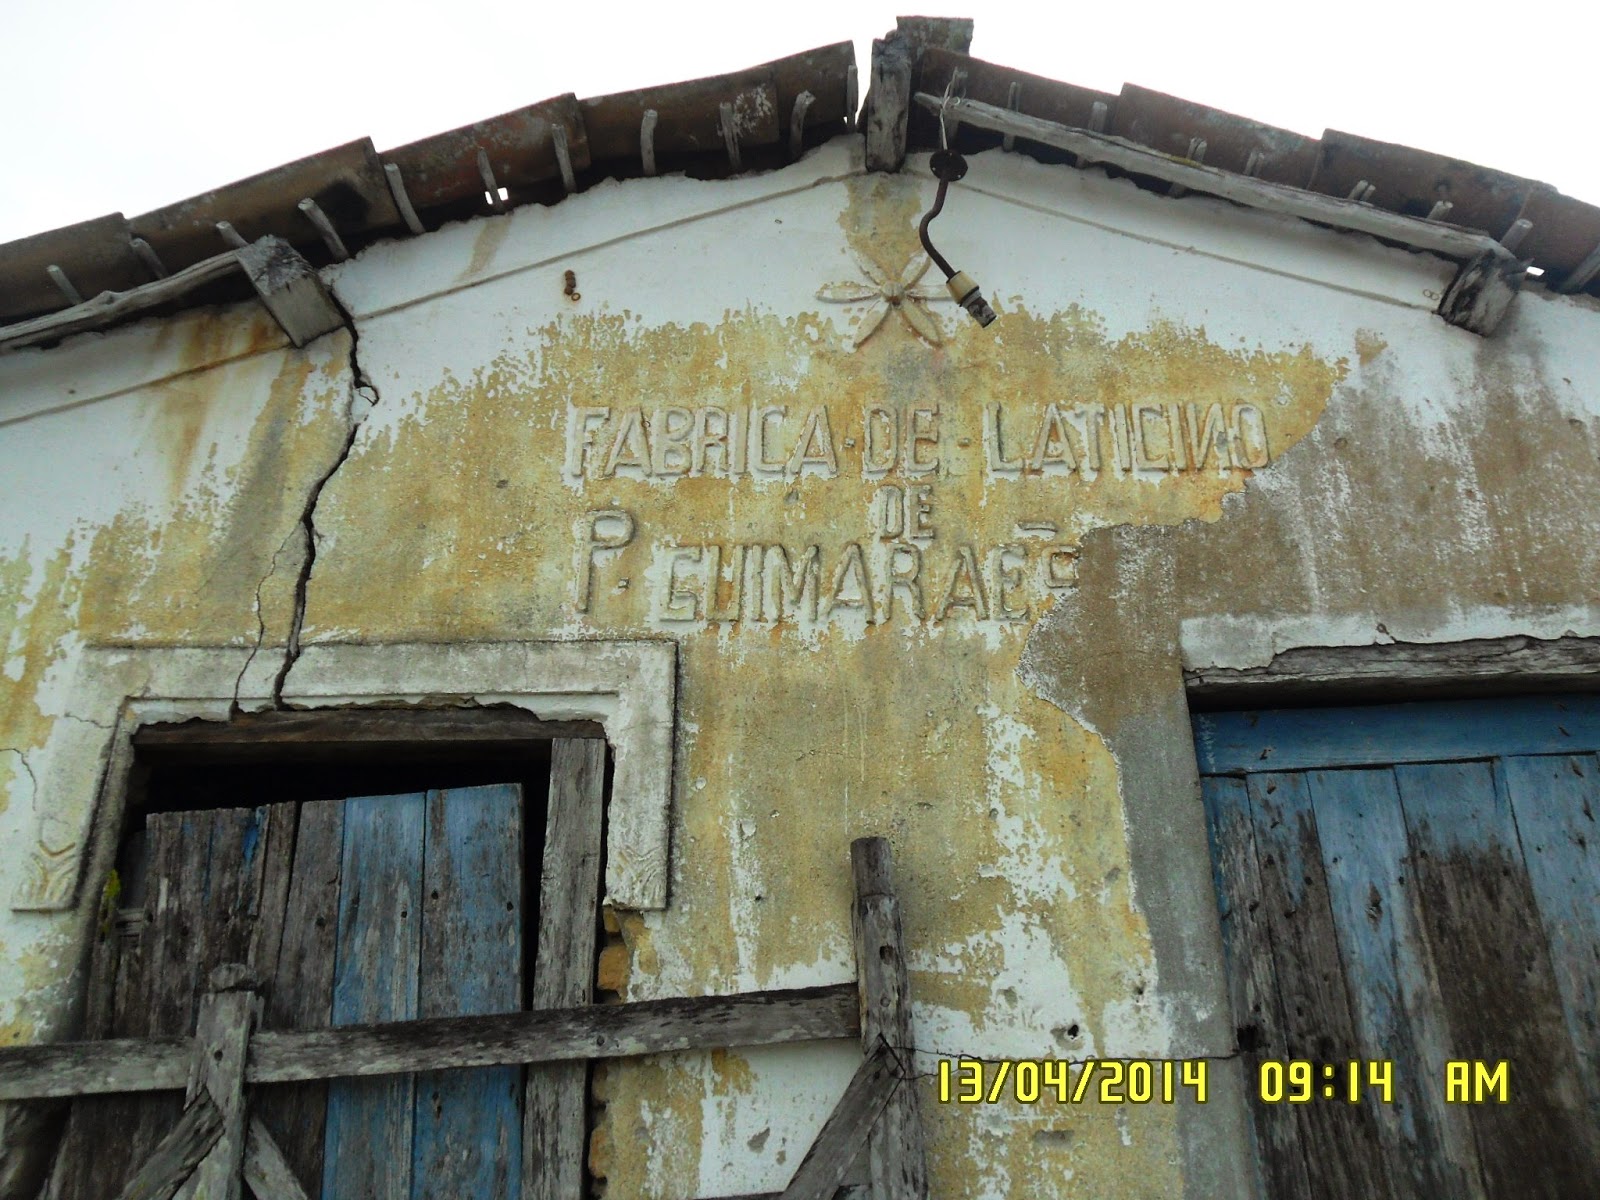 FABRICA-DE-LATICINO
DE
P. GUIMARAES
13/04/2014 09:14 AM